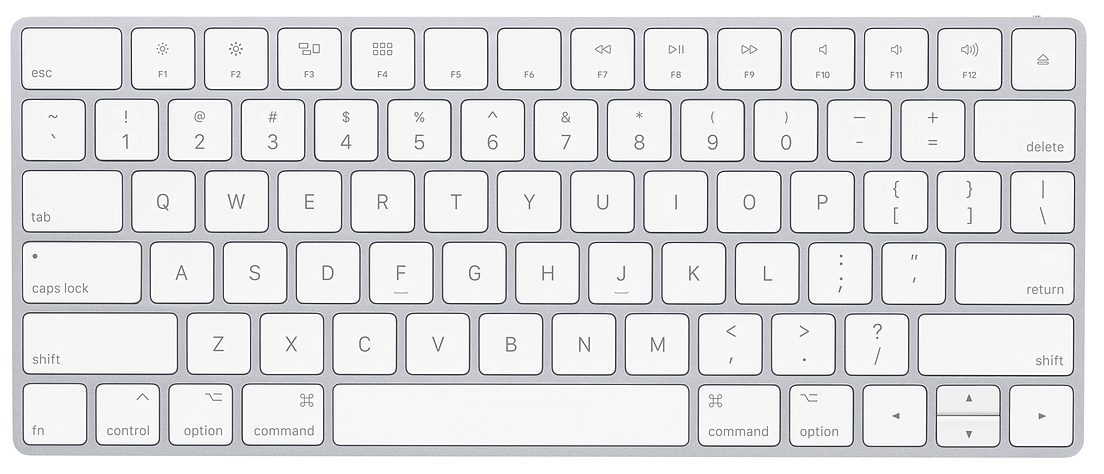 esc F1 F2 F3 F4 F5 F6 F7 F8 F9 F10 F11 F12
~ ! @ # $ % ^ & * ( ) — +
` 1 2 3 4 5 6 7 8 9 0 - = delete
tab Q W E R T Y U I O P { [ } ] | \
caps lock A S D F G H J K L : ; " ' return
shift Z X C V B N M < , > . ? / shift
fn control option command command option